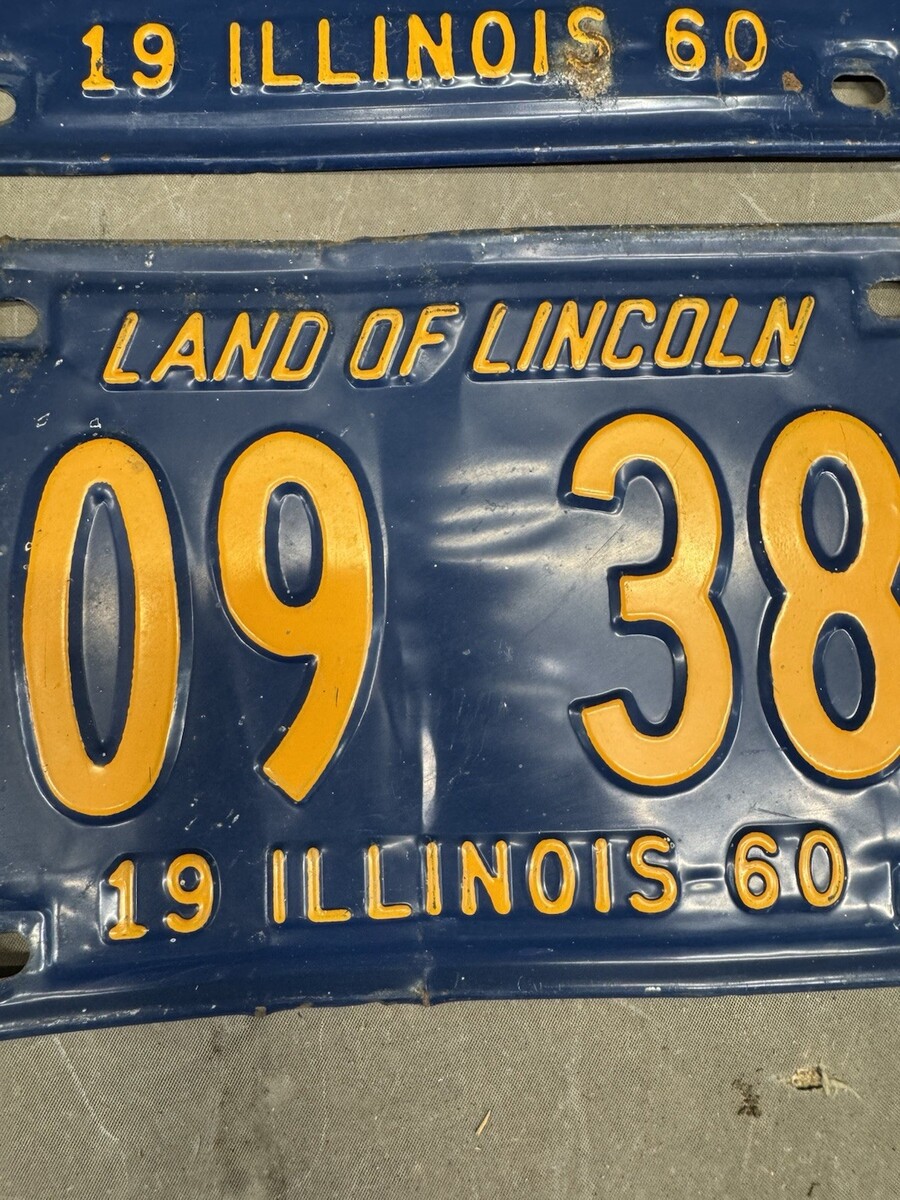 19 ILLINOIS 60
LAND OF LINCOLN
09 38
19 ILLINOIS 60